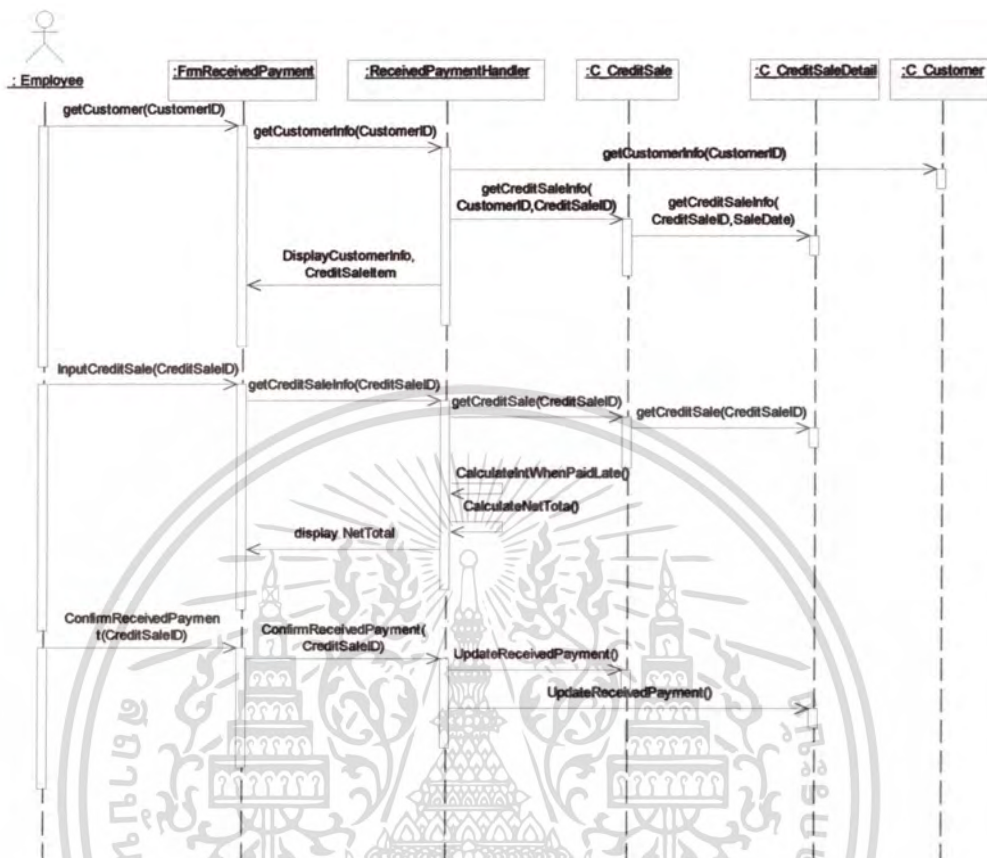 : Employee
:FrmReceivedPayment
:ReceivedPaymentHandler
:C_CreditSale
:C_CreditSaleDetail
:C_Customer
getCustomer(CustomerID)
getCustomerInfo(CustomerID)
getCustomerInfo(CustomerID)
getCreditSaleInfo(
CustomerID,CreditSaleID)
getCreditSaleInfo(
CreditSaleID,SaleDate)
DisplayCustomerInfo,
CreditSaleItem
InputCreditSale(CreditSaleID)
getCreditSaleInfo(CreditSaleID)
getCreditSale(CreditSaleID)
getCreditSale(CreditSaleID)
CalculateIntWhenPaidLate()
CalculateNetTota()
display NetTotal
ConfirmReceivedPaymen
t(CreditSaleID)
ConfirmReceivedPayment(
CreditSaleID)
UpdateReceivedPayment()
UpdateReceivedPayment()